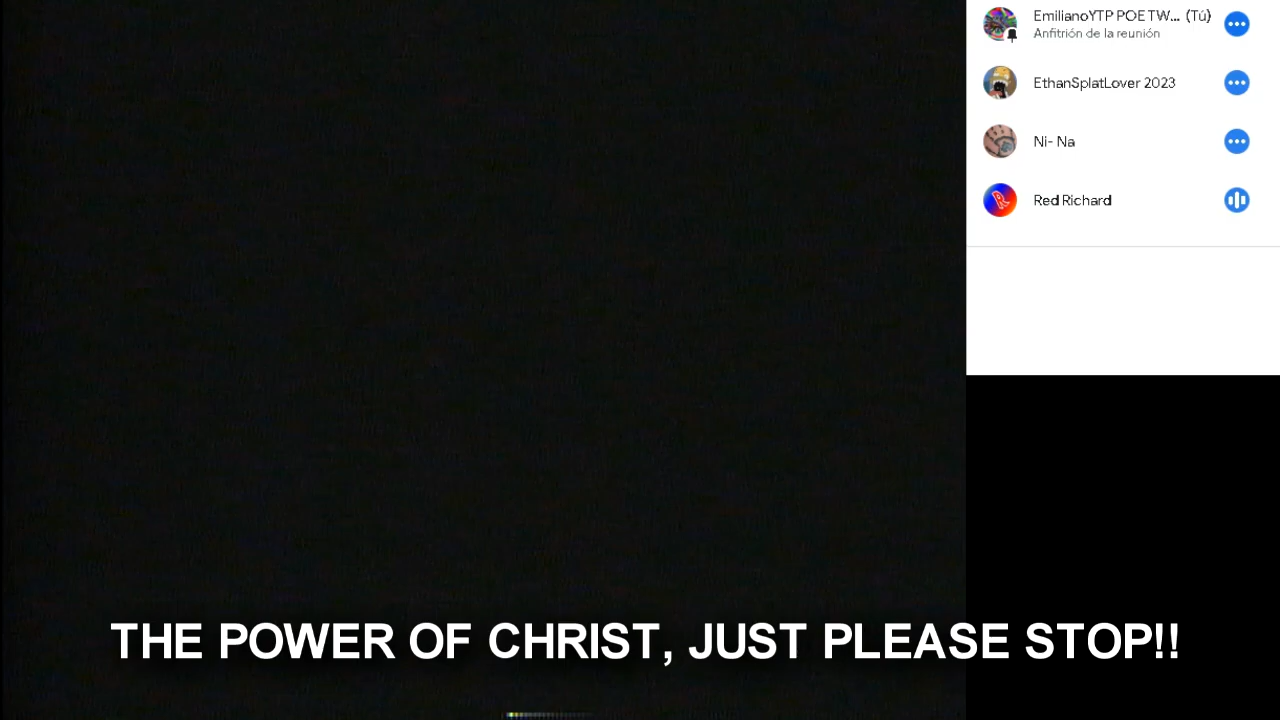 EmilianoYTP POE TW... (Tú)
Anfitrión de la reunión
EthanSplatLover 2023
Ni- Na
Red Richard
THE POWER OF CHRIST, JUST PLEASE STOP!!